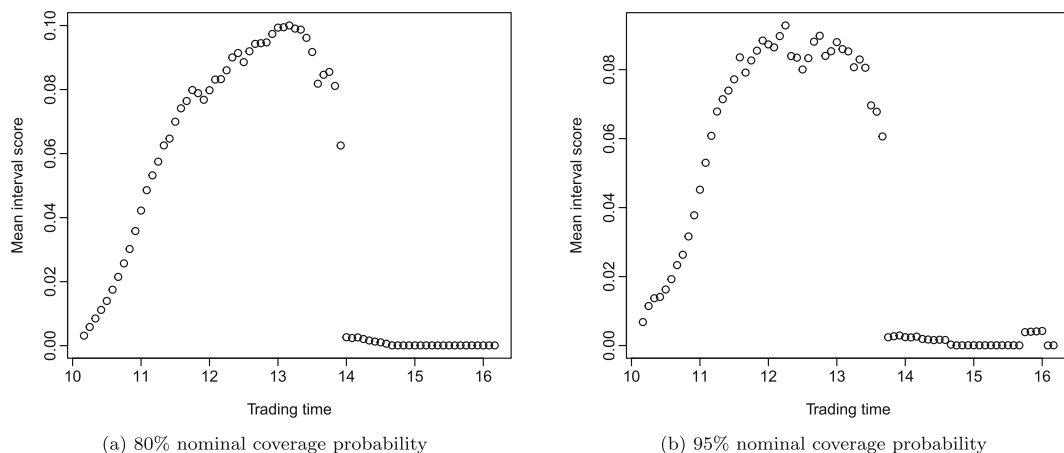 Mean interval score
0.00 0.02 0.04 0.06 0.08 0.10
10 11 12 13 14 15 16
Trading time
(a) 80% nominal coverage probability
Mean interval score
0.00 0.02 0.04 0.06 0.08
10 11 12 13 14 15 16
Trading time
(b) 95% nominal coverage probability